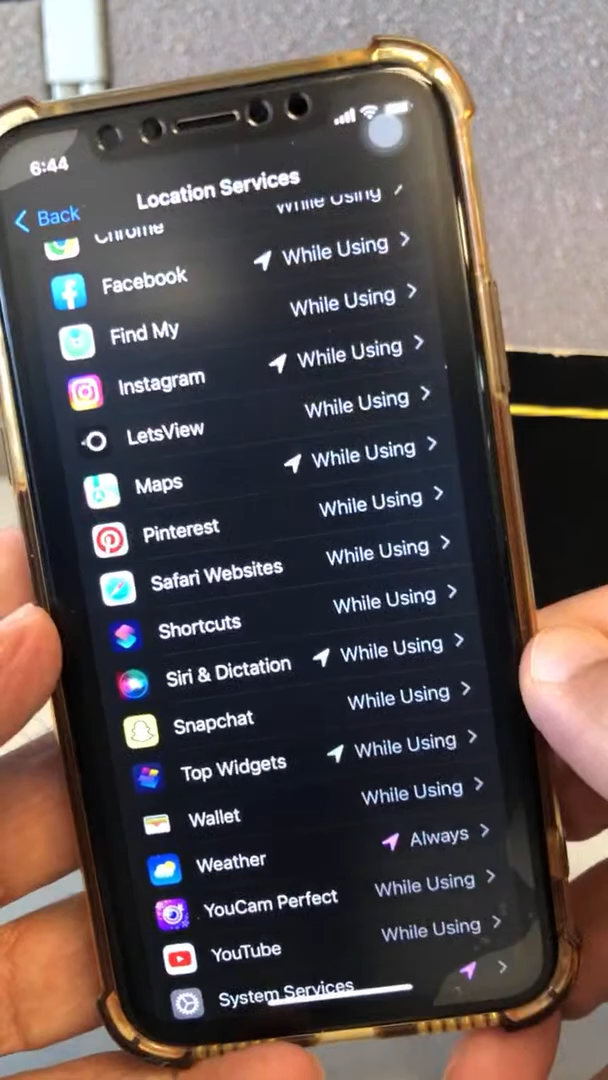 6:44
Location Services
Back
Chrome While Using
Facebook While Using
Find My While Using
Instagram While Using
LetsView While Using
Maps While Using
Pinterest While Using
Safari Websites While Using
Shortcuts While Using
Siri & Dictation While Using
Snapchat While Using
Top Widgets While Using
Wallet While Using
Weather Always
YouCam Perfect While Using
YouTube While Using
System Services